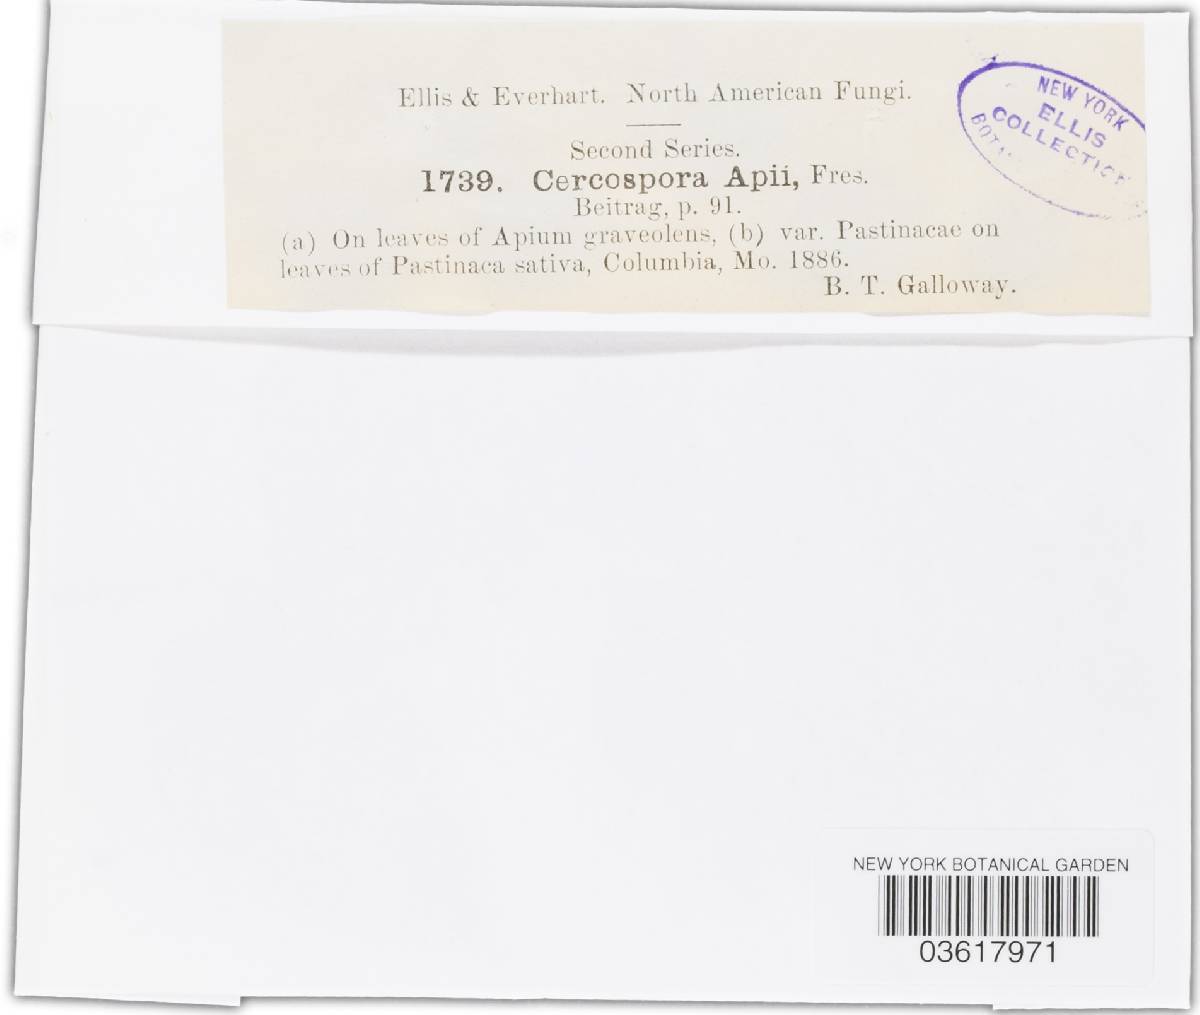 Ellis & Everhart. North American Fungi.
Second Series.
1739. Cercospora Apii, Fres.
Beitrag, p. 91.
(a) On leaves of Apium graveolens, (b) var. Pastinacae on
leaves of Pastinaca sativa, Columbia, Mo. 1886.
B. T. Galloway.
NEW YORK
ELLIS
COLLECTION
NEW YORK BOTANICAL GARDEN
03617971